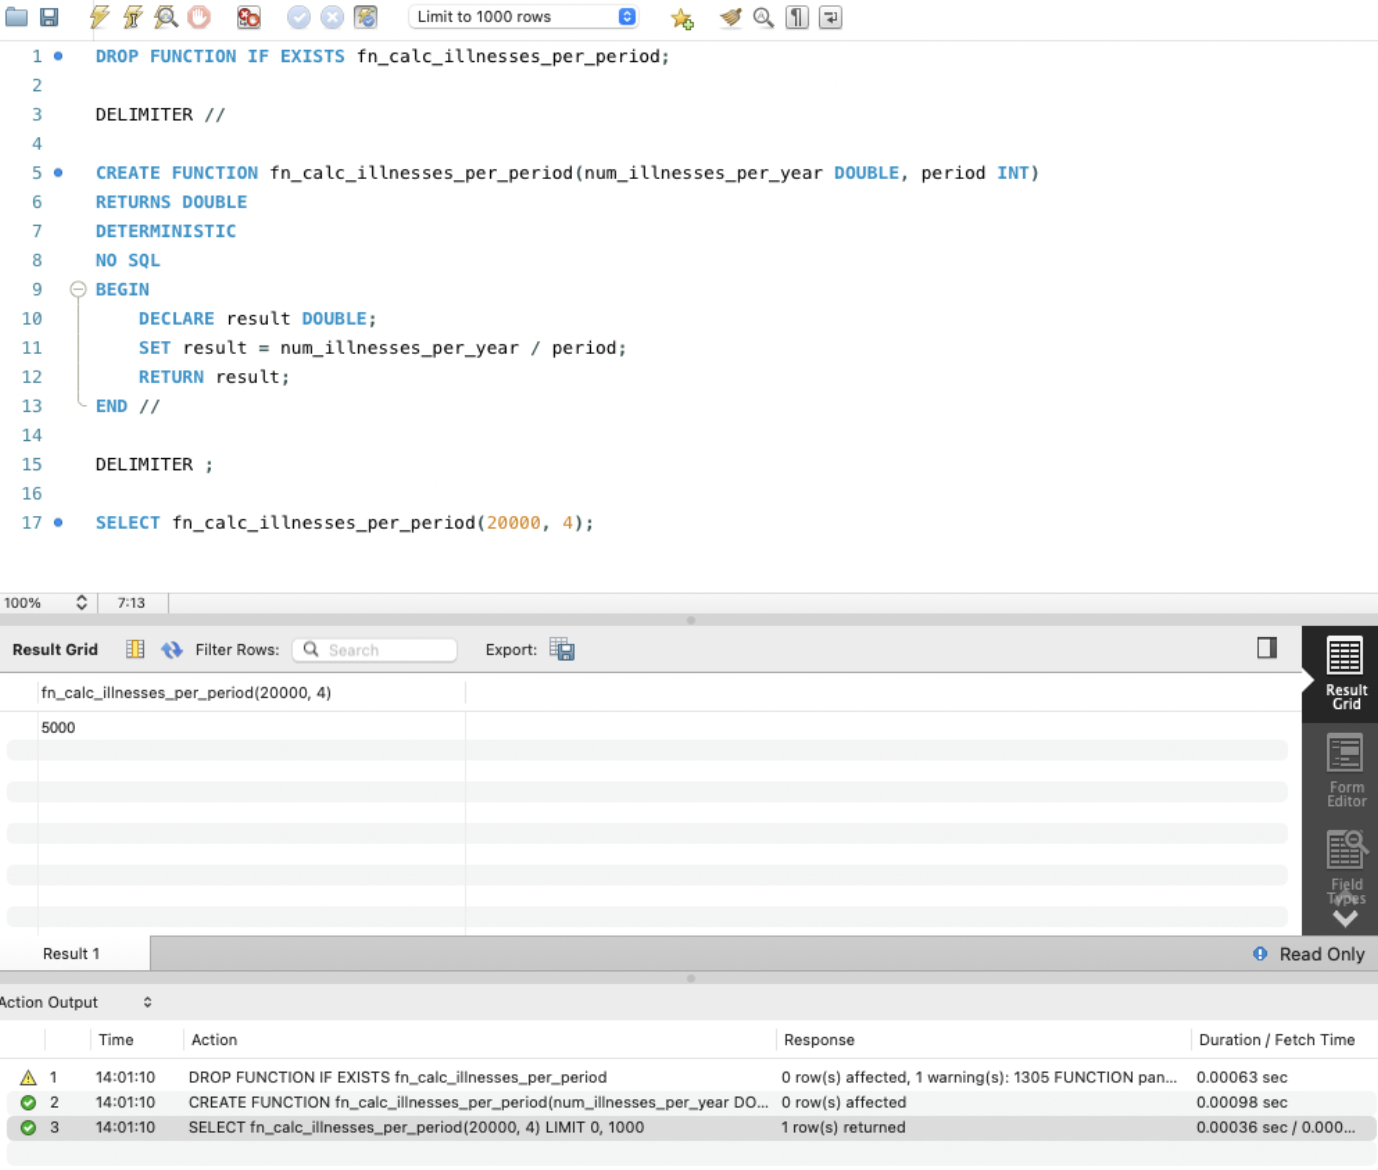 Limit to 1000 rows
1 DROP FUNCTION IF EXISTS fn_calc_illnesses_per_period;
2
3 DELIMITER //
4
5 CREATE FUNCTION fn_calc_illnesses_per_period(num_illnesses_per_year DOUBLE, period INT)
6 RETURNS DOUBLE
7 DETERMINISTIC
8 NO SQL
9 BEGIN
10 DECLARE result DOUBLE;
11 SET result = num_illnesses_per_year / period;
12 RETURN result;
13 END //
14
15 DELIMITER ;
16
17 SELECT fn_calc_illnesses_per_period(20000, 4);
100% 7:13
Result Grid Filter Rows: Search Export:
fn_calc_illnesses_per_period(20000, 4)
5000
Result Grid
Form Editor
Field Types
Result 1 Read Only
Action Output
Time Action Response Duration / Fetch Time
1 14:01:10 DROP FUNCTION IF EXISTS fn_calc_illnesses_per_period 0 row(s) affected, 1 warning(s): 1305 FUNCTION pan... 0.00063 sec
2 14:01:10 CREATE FUNCTION fn_calc_illnesses_per_period(num_illnesses_per_year DO... 0 row(s) affected 0.00098 sec
3 14:01:10 SELECT fn_calc_illnesses_per_period(20000, 4) LIMIT 0, 1000 1 row(s) returned 0.00036 sec / 0.000...